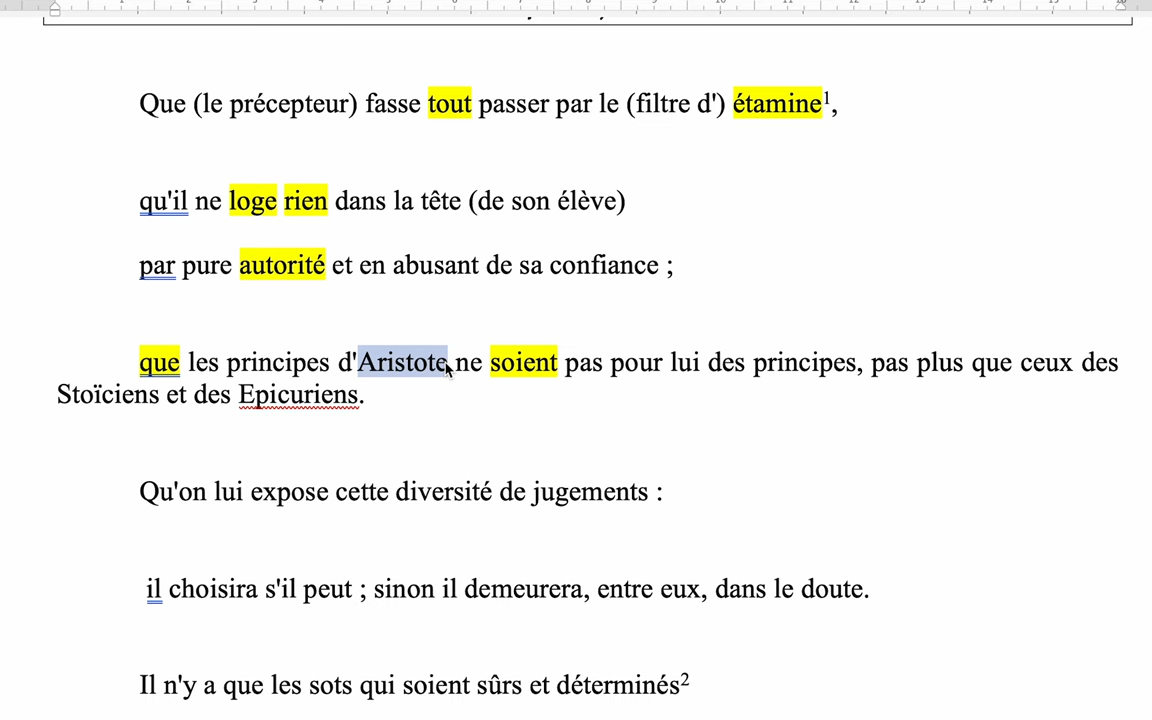 Que (le précepteur) fasse tout passer par le (filtre d') étamine¹,
qu'il ne loge rien dans la tête (de son élève)
par pure autorité et en abusant de sa confiance ;
que les principes d'Aristote ne soient pas pour lui des principes, pas plus que ceux des
Stoïciens et des Epicuriens.
Qu'on lui expose cette diversité de jugements :
il choisira s'il peut ; sinon il demeurera, entre eux, dans le doute.
Il n'y a que les sots qui soient sûrs et déterminés²